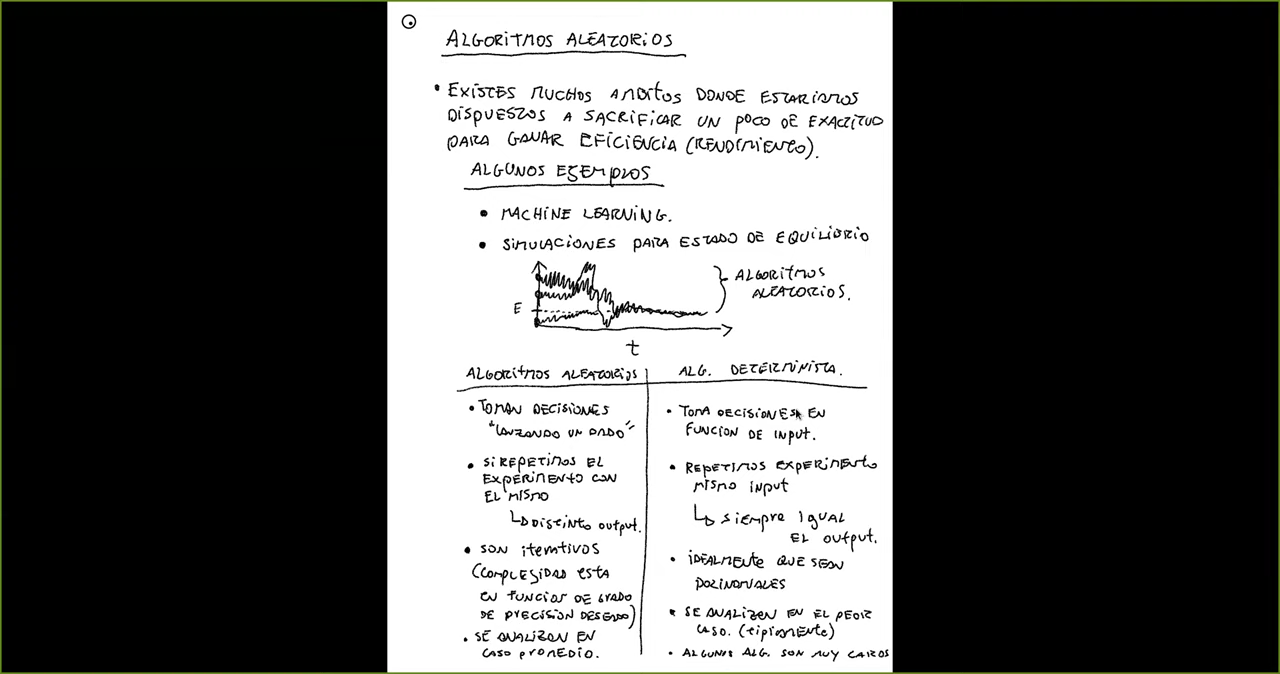 ALGORITMOS ALEATORIOS
• EXISTES MUCHOS AMBITOS DONDE ESTARIAMOS
DISPUESTOS A SACRIFICAR UN POCO DE EXACTITUD
PARA GANAR EFICIENCIA (RENDIMIENTO).
ALGUNOS EJEMPLOS
• MACHINE LEARNING.
• SIMULACIONES PARA ESTADO DE EQUILIBRIO
E
t
ALGORITMOS
ALEATORIOS.
ALGORITMOS ALEATORIOS
• TOMAN DECISIONES
"LANZANDO UN DADO"
• SI REPETIMOS EL
EXPERIMENTO CON
EL MISMO
↳ DISTINTO OUTPUT.
• SON ITERATIVOS
(COMPLEJIDAD ESTA
EN FUNCION DE GRADO
DE PRECISION DESEADO)
• SE ANALIZAN EN
CASO PROMEDIO.
ALG. DETERMINISTA.
• TOMA DECISIONES EN
FUNCION DE INPUT.
• REPETIMOS EXPERIMENTO
MISMO INPUT
↳ SIEMPRE IGUAL
EL OUTPUT.
• IDEALMENTE QUE SEAN
POLINOMIALES
• SE ANALIZAN EN EL PEOR
CASO. (tipicamente)
• ALGUNOS ALG. SON MUY CAROS